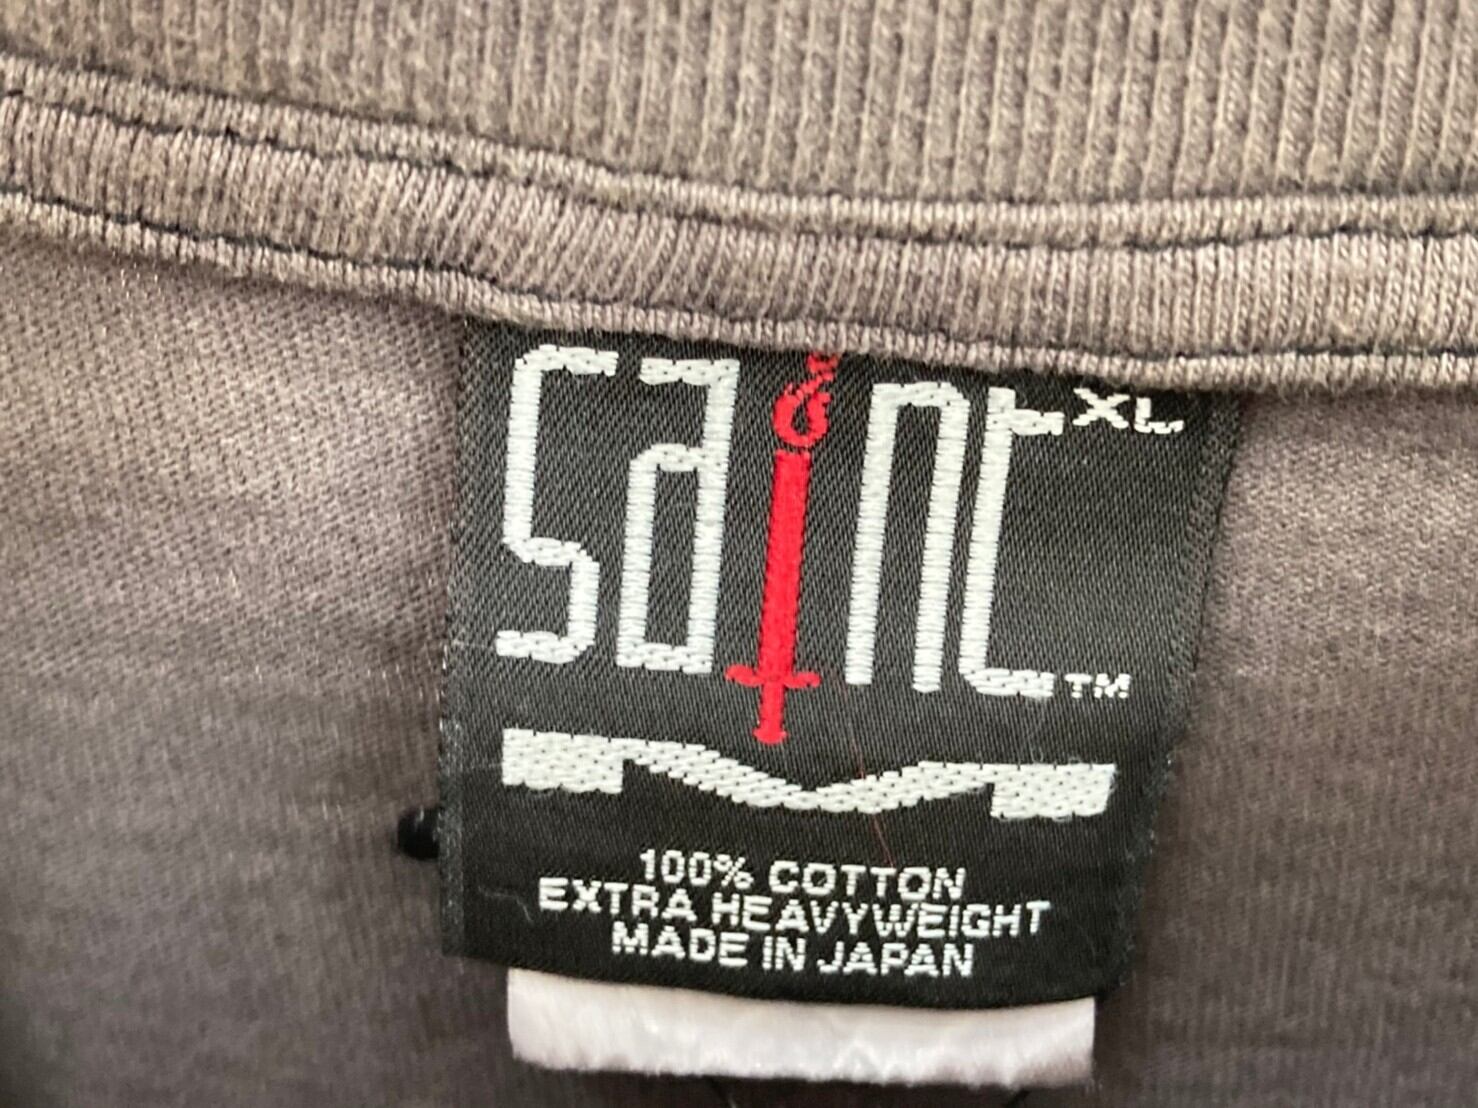 saint XL
TM
100% COTTON
EXTRA HEAVYWEIGHT
MADE IN JAPAN